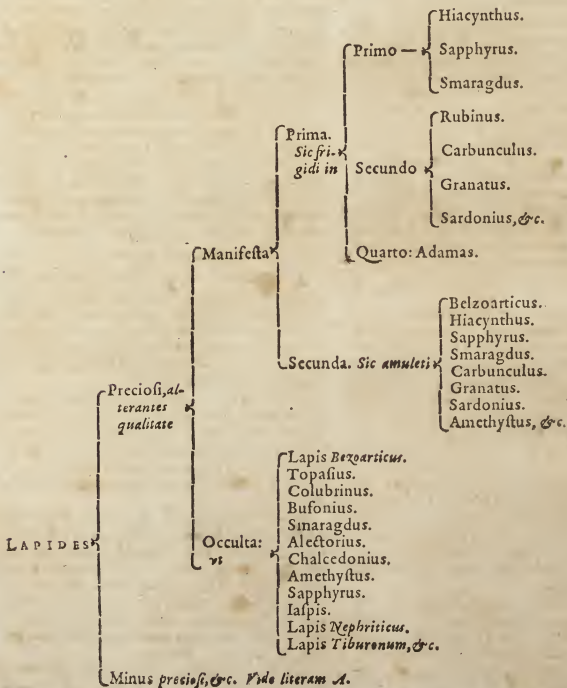 Hiacynthus.
Primo
Sapphyrus.
Smaragdus.
Prima.
Sic fri-
gidi in
Rubinus.
Carbunculus.
Secundo
Granatus.
Sardonius, &c.
Manifeſta
Quarto: Adamas.
Secunda. Sic amuleti
Belzoarticus.
Hiacynthus.
Sapphyrus.
Smaragdus.
Carbunculus.
Granatus.
Sardonius.
Amethyſtus, &c.
Precioſi, al-
terantes
qualitate
LAPIDES
Occulta:
vt
Lapis Bezoarticus.
Topaſius.
Colubrinus.
Bufonius.
Smaragdus.
Alectorius.
Chalcedonius.
Amethyſtus.
Sapphyrus.
Iaſpis.
Lapis Nephriticus.
Lapis Tiburonum, &c.
Minus precioſi, &c. Vide literam A.